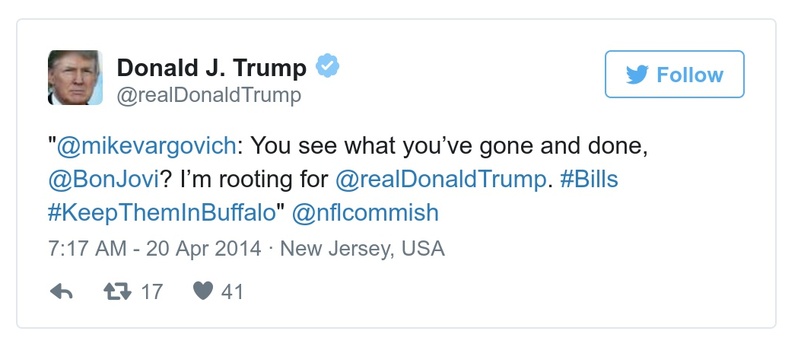 Donald J. Trump
@realDonaldTrump
Follow
"@mikevargovich: You see what you’ve gone and done,
@BonJovi? I’m rooting for @realDonaldTrump. #Bills
#KeepThemInBuffalo" @nflcommish
7:17 AM - 20 Apr 2014 · New Jersey, USA
17 41